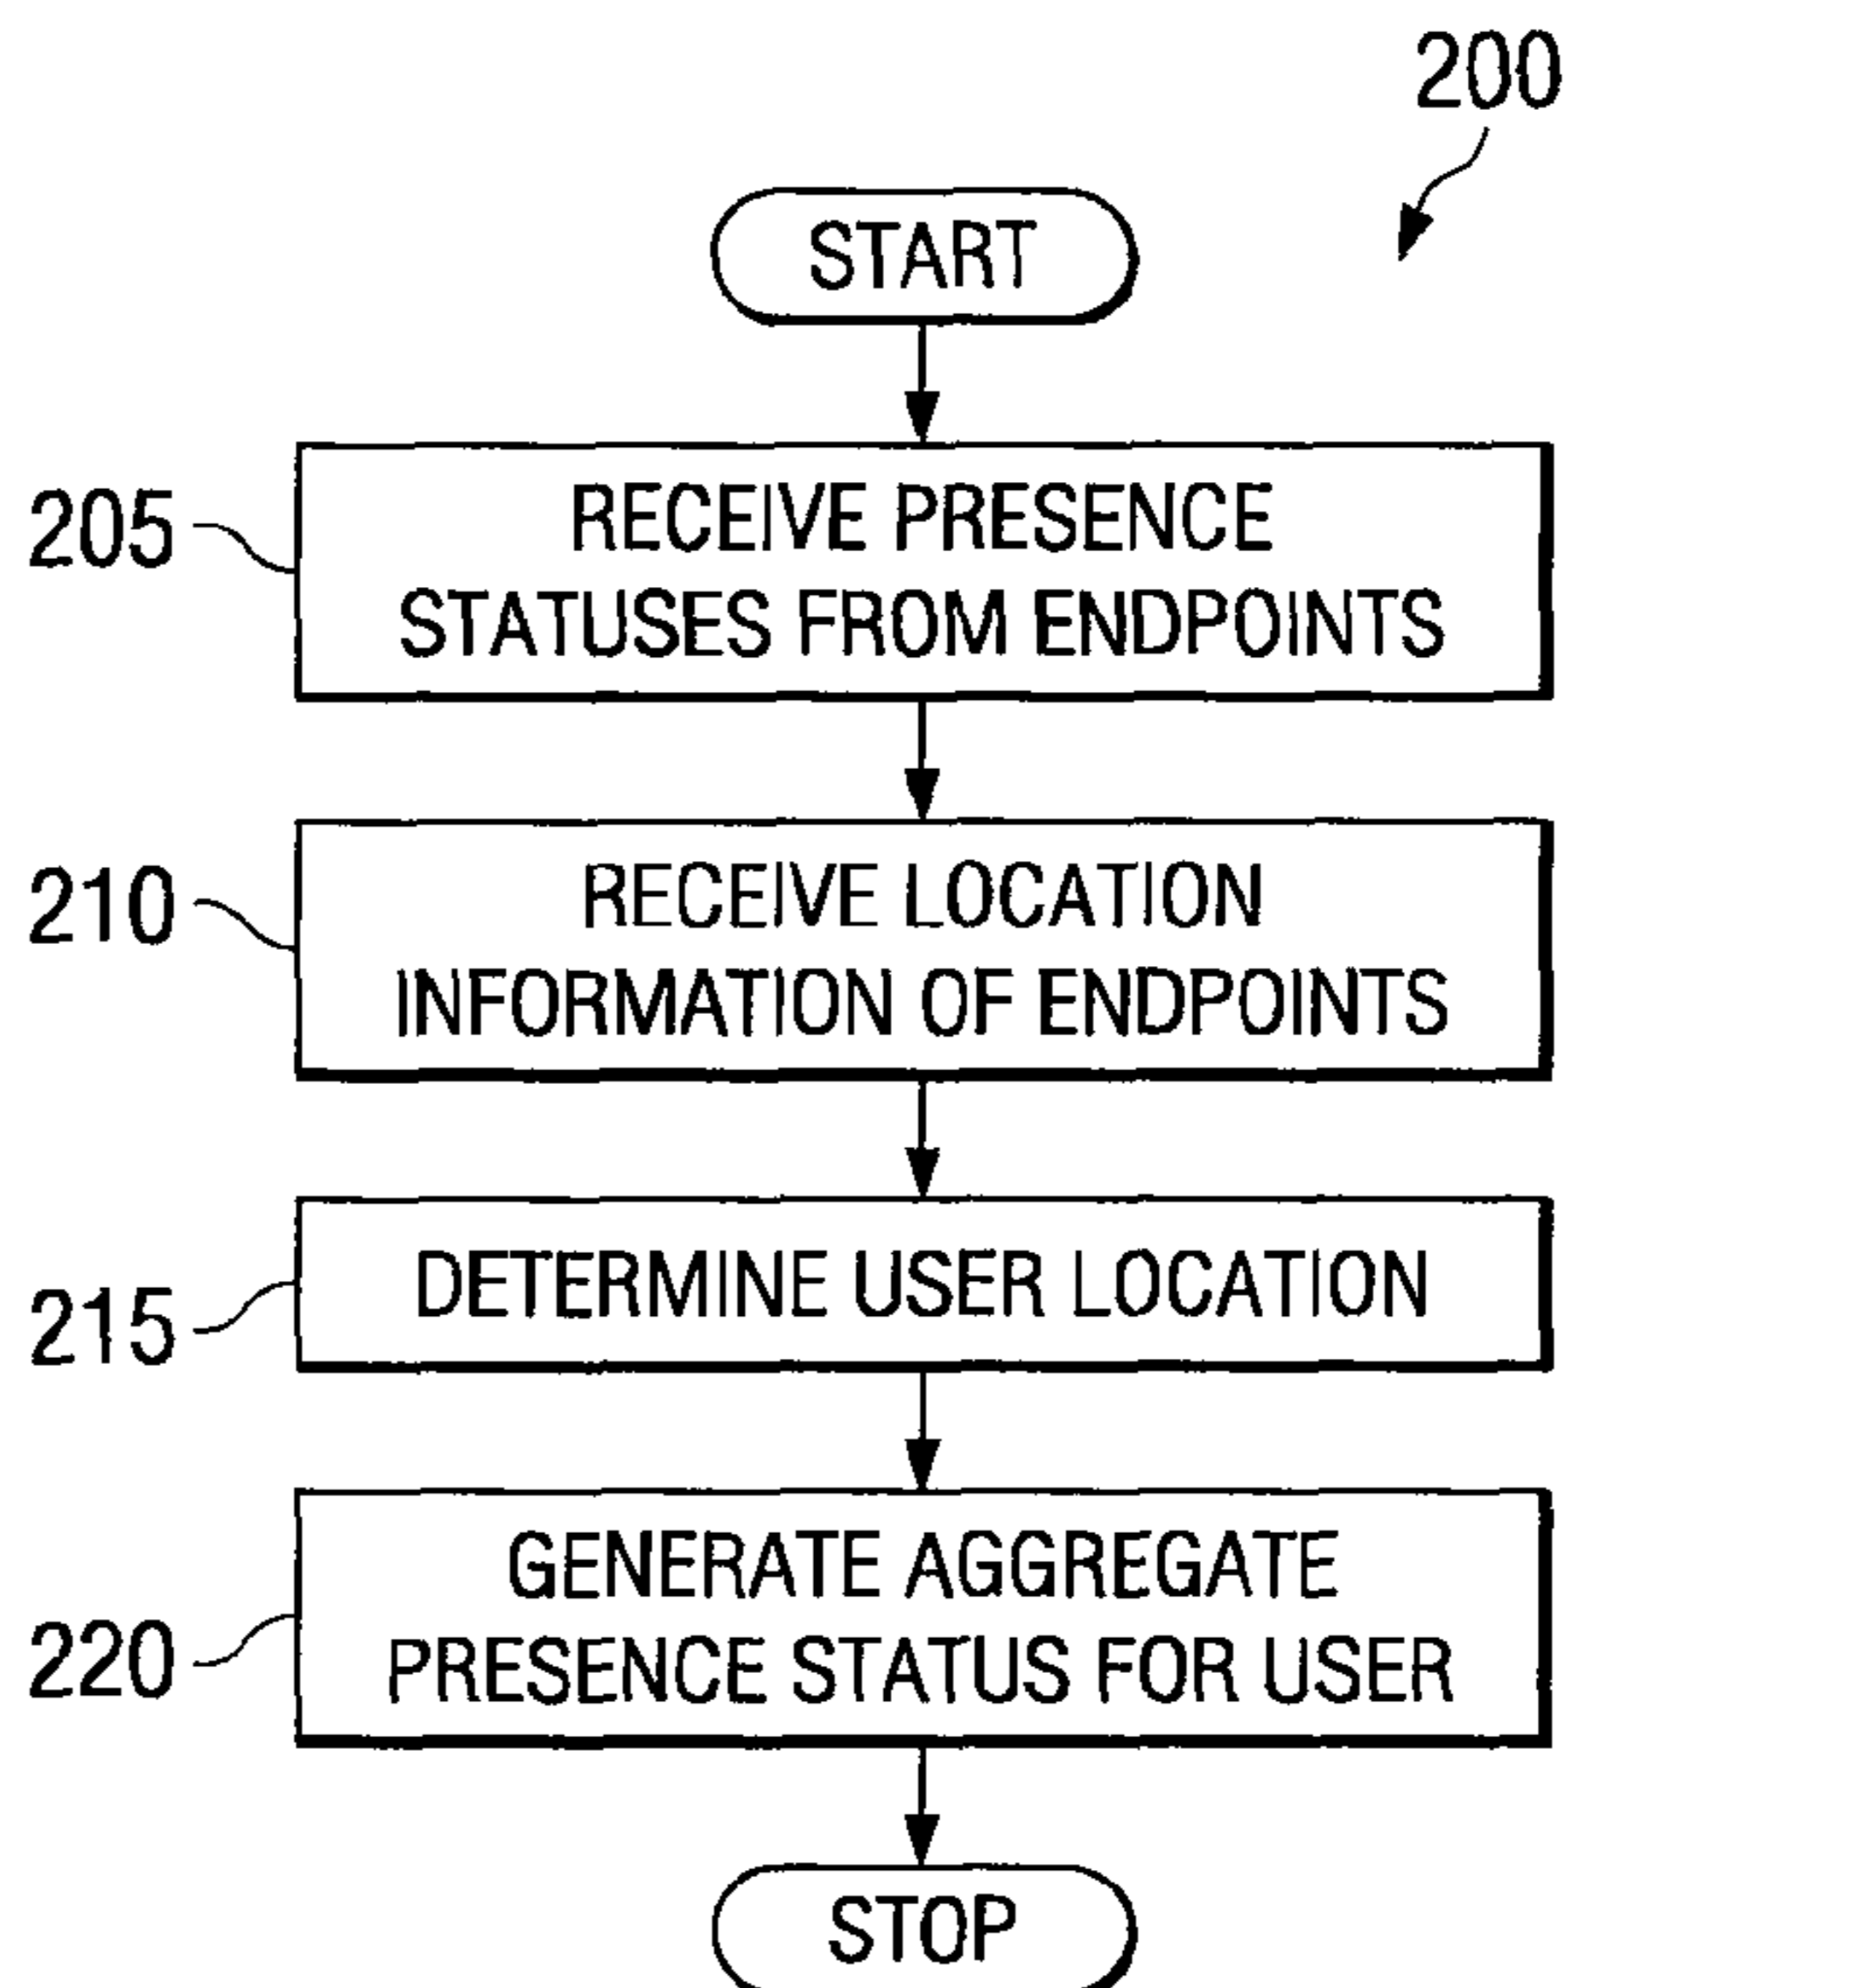 200
START
205
RECEIVE PRESENCE
STATUSES FROM ENDPOINTS
210
RECEIVE LOCATION
INFORMATION OF ENDPOINTS
215
DETERMINE USER LOCATION
220
GENERATE AGGREGATE
PRESENCE STATUS FOR USER
STOP